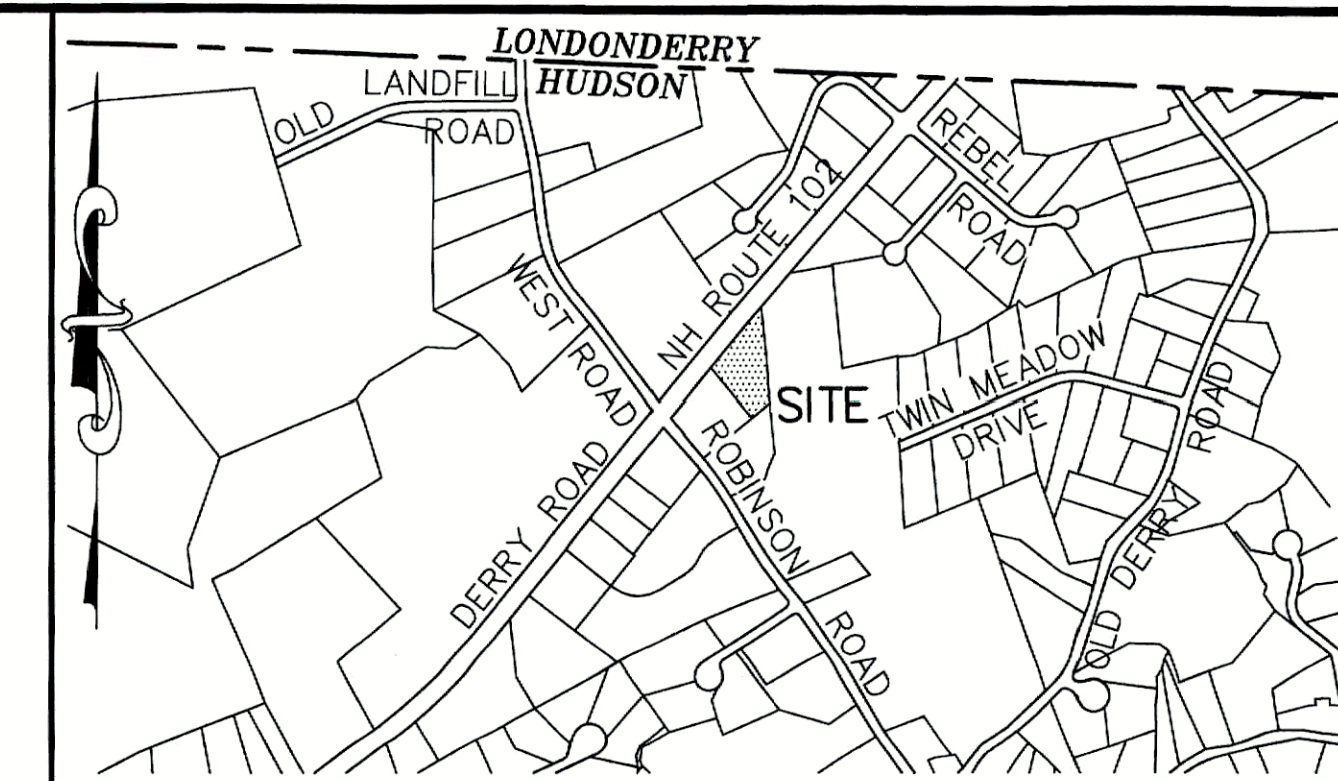 LONDONDERRY
HUDSON
LANDFILL
OLD
ROAD
REBEL
ROAD
NH ROUTE 102
WEST ROAD
SITE
TWIN MEADOW
DRIVE
ROBINSON
ROAD
DERRY ROAD
OLD DERRY ROAD